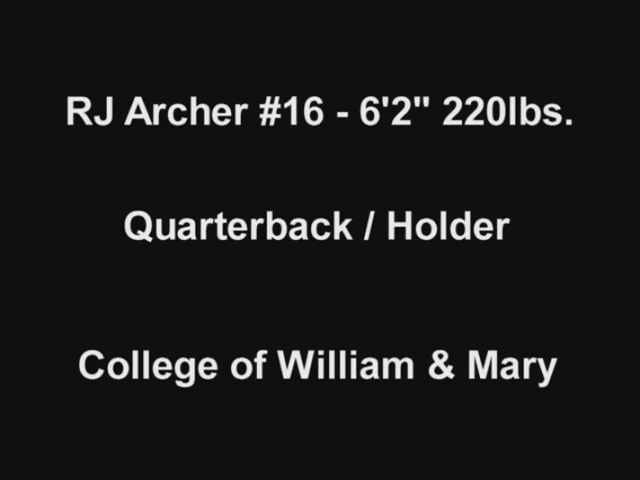 RJ Archer #16 - 6'2" 220lbs.
Quarterback / Holder
College of William & Mary